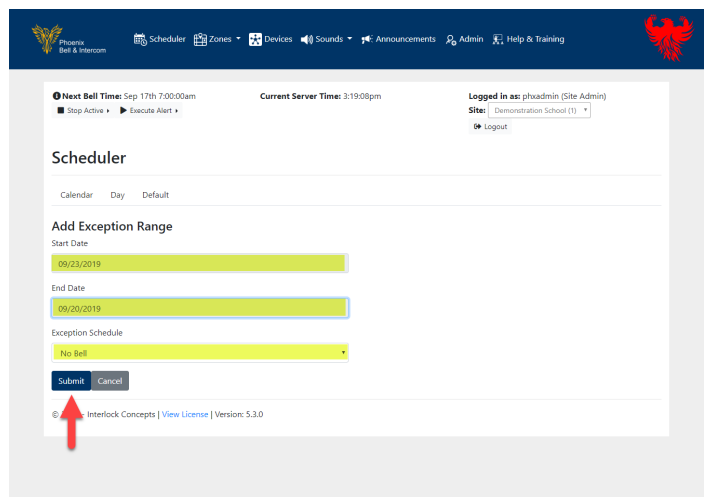 Phoenix
Bell & Intercom
Scheduler Zones Devices Sounds Announcements Admin Help & Training
Next Bell Time: Sep 17th 7:00:00am Current Server Time: 3:19:08pm Logged in as: phxadmin (Site Admin)
Stop Active Execute Alert Site: Demonstration School (1)
Logout
Scheduler
Calendar Day Default
Add Exception Range
Start Date
09/23/2019
End Date
09/20/2019
Exception Schedule
No Bell
Submit Cancel
© Interlock Concepts | View License | Version: 5.3.0